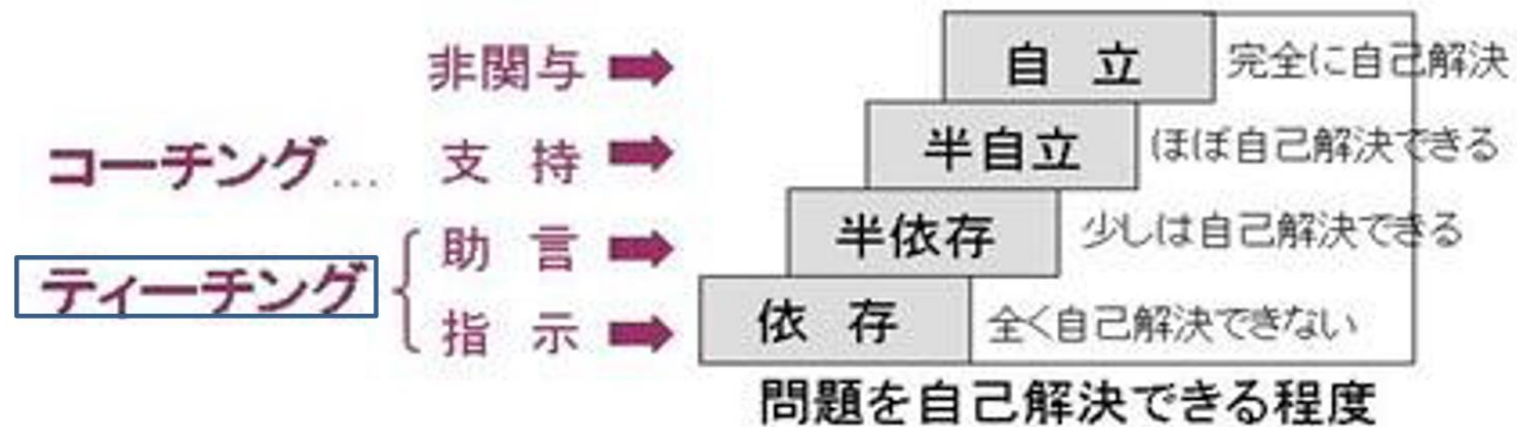 非関与 ➡ 自 立 完全に自己解決
コーチング… 支 持 ➡ 半自立 ほぼ自己解決できる
助 言 ➡ 半依存 少しは自己解決できる
ティーチング
指 示 ➡ 依 存 全く自己解決できない
問題を自己解決できる程度